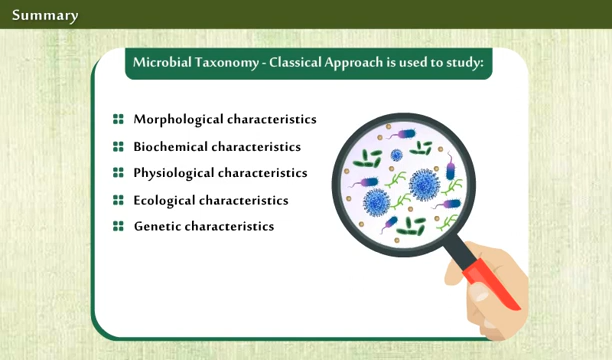 Summary
Microbial Taxonomy - Classical Approach is used to study:
Morphological characteristics
Biochemical characteristics
Physiological characteristics
Ecological characteristics
Genetic characteristics